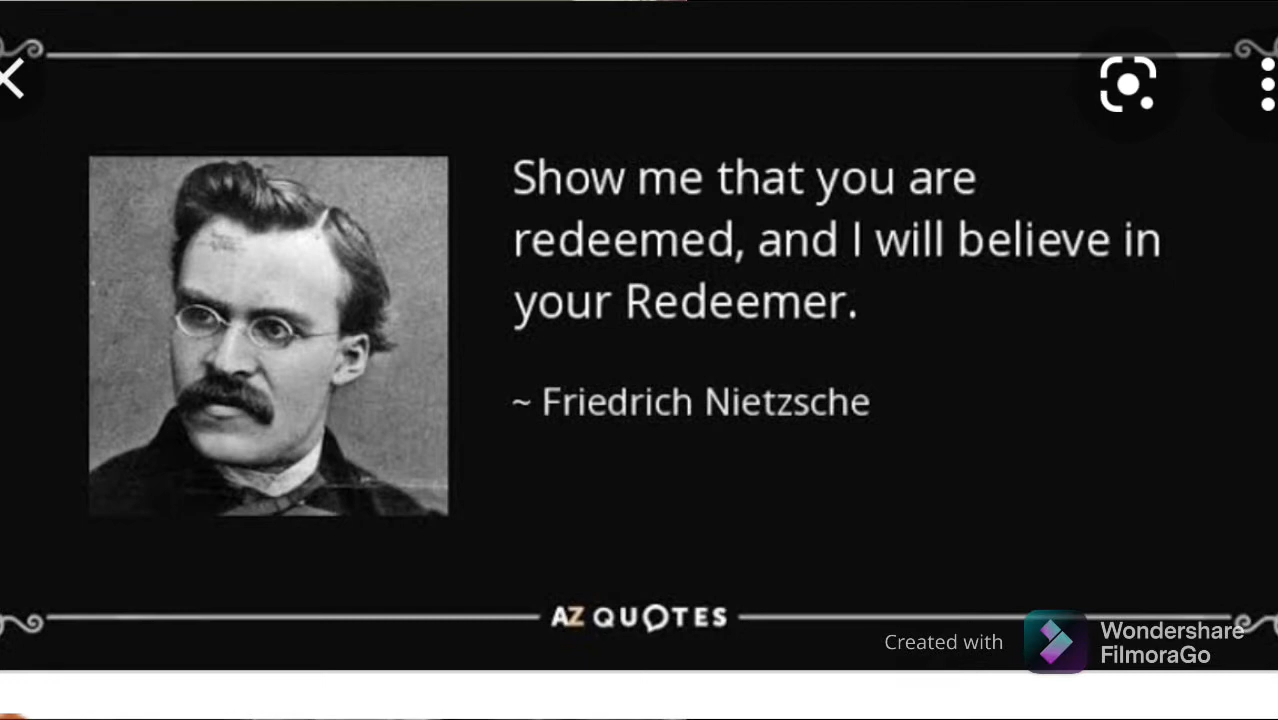 Show me that you are
redeemed, and I will believe in
your Redeemer.
~ Friedrich Nietzsche
AZ QUOTES
Created with
Wondershare
FilmoraGo